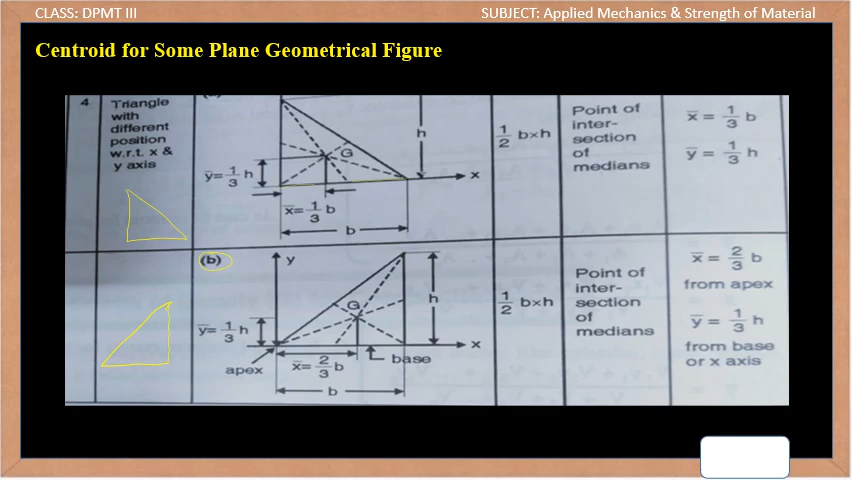 CLASS: DPMT III
SUBJECT: Applied Mechanics & Strength of Material
Centroid for Some Plane Geometrical Figure
4
Triangle
with
different
position
w.r.t. x &
y axis
G
h
x
y̅= 1/3 h
x̅= 1/3 b
b
1/2 b×h
Point of
inter-
section
of
medians
x̅ = 1/3 b
y̅ = 1/3 h
(b)
y
G
h
y̅= 1/3 h
x
apex
x̅= 2/3 b
base
b
1/2 b×h
Point of
inter-
section
of
medians
x̅ = 2/3 b
from apex
y̅ = 1/3 h
from base
or x axis